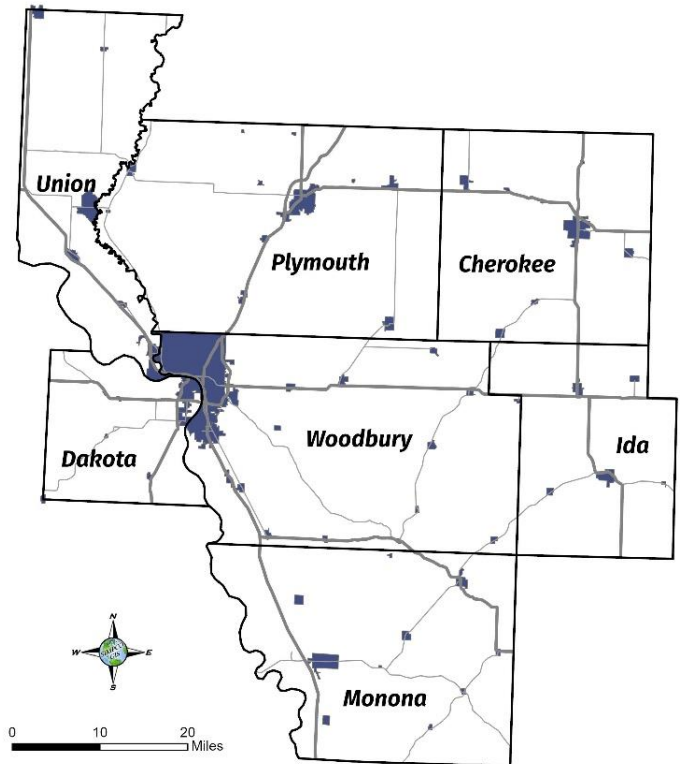 Union
Plymouth
Cherokee
Woodbury
Ida
Dakota
Monona
N
W
E
S
0 10 20
Miles